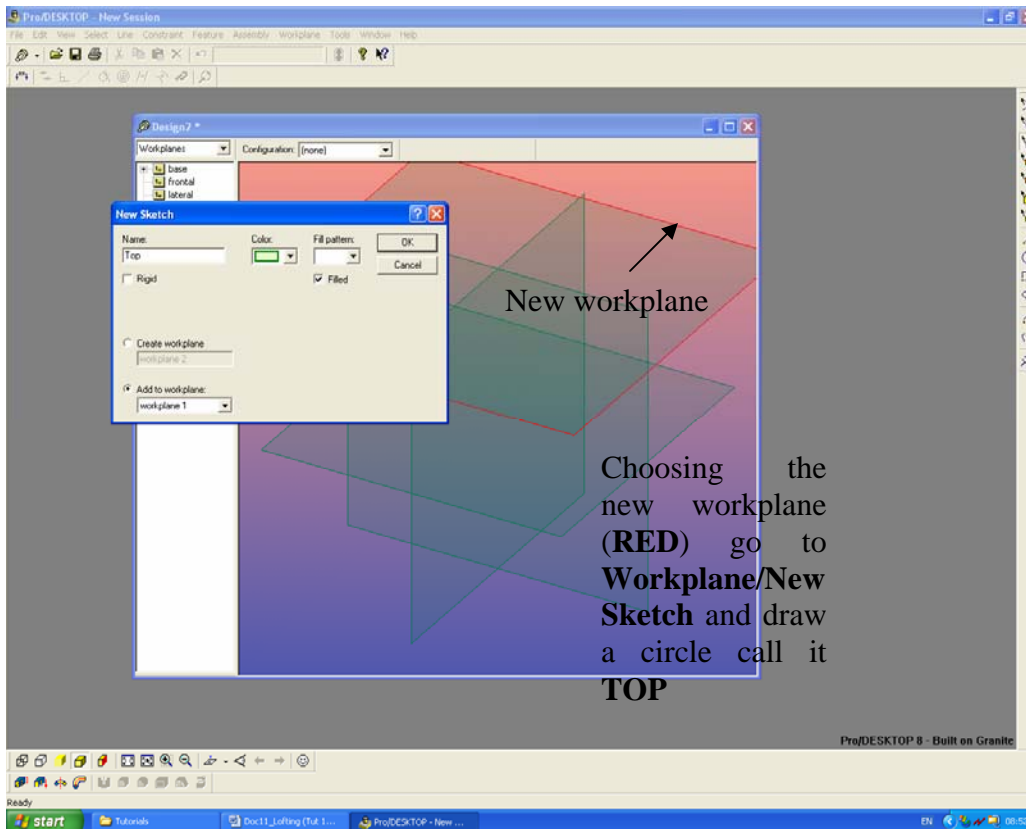 Pro/DESKTOP - New Session
File Edit View Select Line Constraint Feature Assembly Workplane Tools Window Help
Design7 *
Workplanes
Configuration: (none)
base
frontal
lateral
New Sketch
Name:
Color:
Fill pattern:
OK
Top
Cancel
Rigid
Filled
Create workplane
workplane 2
Add to workplane:
workplane 1
New workplane
Choosing the
new workplane
(RED) go to
Workplane/New
Sketch and draw
a circle call it
TOP
Pro/DESKTOP 8 - Built on Granite
Ready
start
Tutorials
Doc11_Lofting (Tut 1...
Pro/DESKTOP - New ...
EN